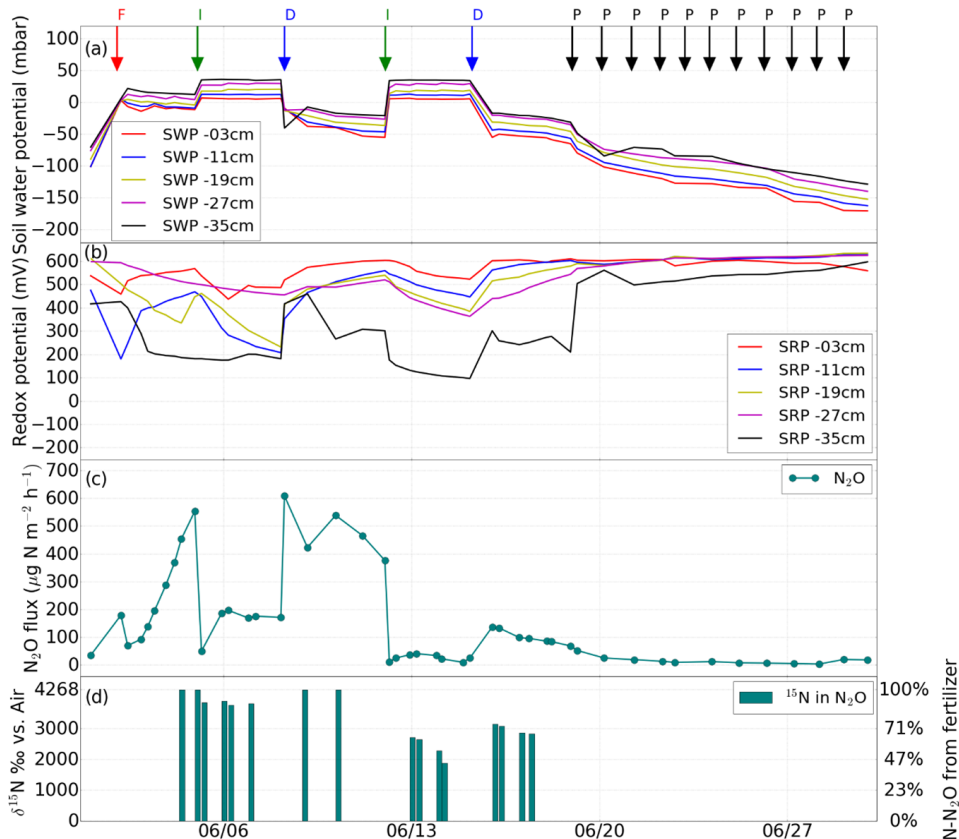 F I D I D P P P P P P P P P P P
(a)
Soil water potential (mbar)
100
50
0
−50
−100
−150
−200
SWP -03cm
SWP -11cm
SWP -19cm
SWP -27cm
SWP -35cm
(b)
Redox potential (mV)
600
500
400
300
200
100
0
−100
−200
SRP -03cm
SRP -11cm
SRP -19cm
SRP -27cm
SRP -35cm
(c)
N₂O flux (μg N m⁻² h⁻¹)
700
600
500
400
300
200
100
0
N₂O
(d)
δ¹⁵N ‰ vs. Air
4268
3000
2000
1000
0
¹⁵N in N₂O
100%
71%
47%
23%
0%
N-N₂O from fertilizer
06/06 06/13 06/20 06/27